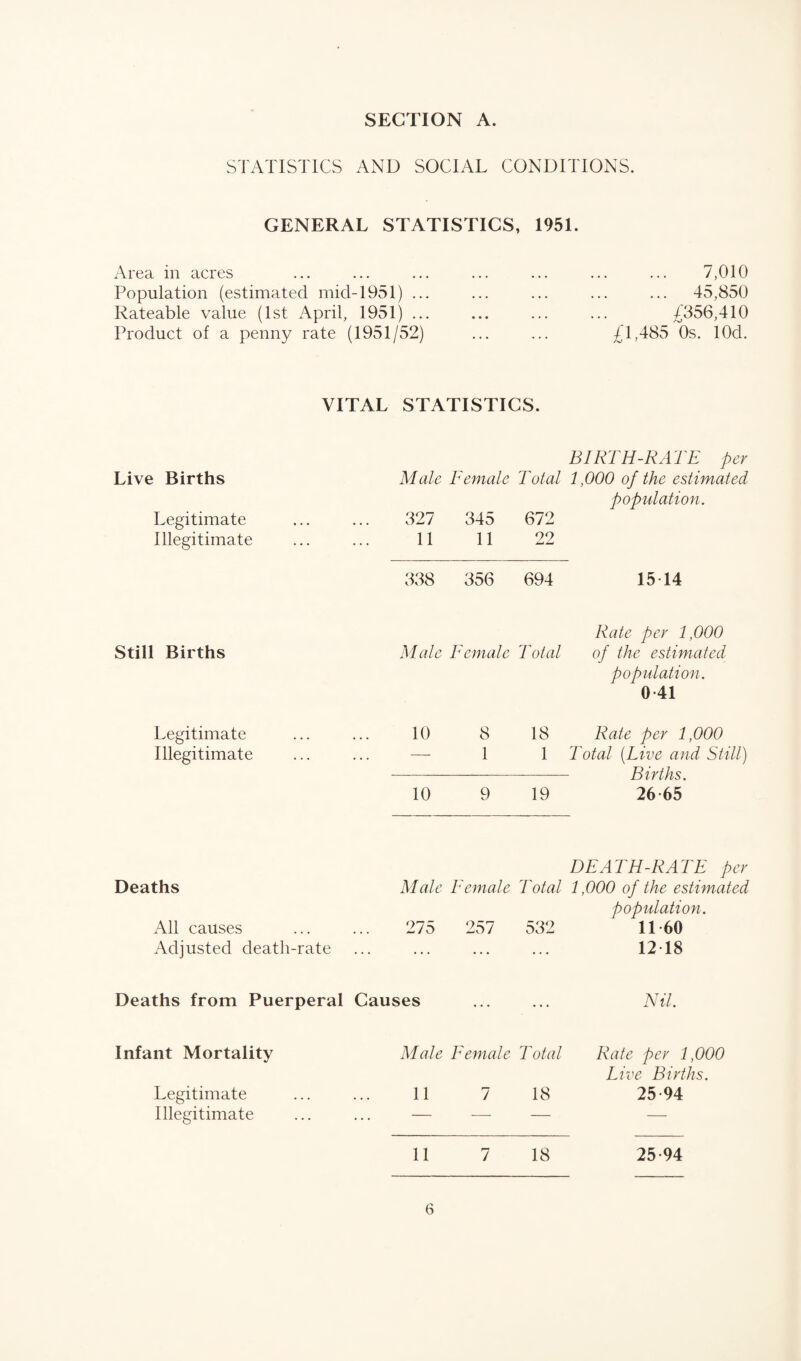 SECTION A.
STATISTICS AND SOCIAL CONDITIONS.
GENERAL STATISTICS, 1951.
Area in acres ... ... ... ... ... ... ... 7,010
Population (estimated mid-1951) ... ... ... ... ... 45,850
Rateable value (1st April, 1951) ... ... ... ... £356,410
Product of a penny rate (1951/52) ... ... £1,485 0s. 10d.
VITAL STATISTICS.
BIRTH-RATE per
Live Births Male Female Total 1,000 of the estimated
population.
Legitimate ... ... 327 345 672
Illegitimate ... ... 11 11 22
338 356 694 15·14
Rate per 1,000
Still Births Male Female Total of the estimated
population.
0·41
Legitimate ... ... 10 8 18 Rate per 1,000
Illegitimate ... ... — 1 1 Total (Live and Still)
Births.
10 9 19 26·65
DEATH-RATE per
Deaths Male Female Total 1,000 of the estimated
population.
All causes ... ... 275 257 532 11·60
Adjusted death-rate ... ... ... ... 12·18
Deaths from Puerperal Causes ... ... Nil.
Infant Mortality Male Female Total Rate per 1,000
Live Births.
Legitimate ... ... 11 7 18 25·94
Illegitimate ... ... — — — —
11 7 18 25·94
6